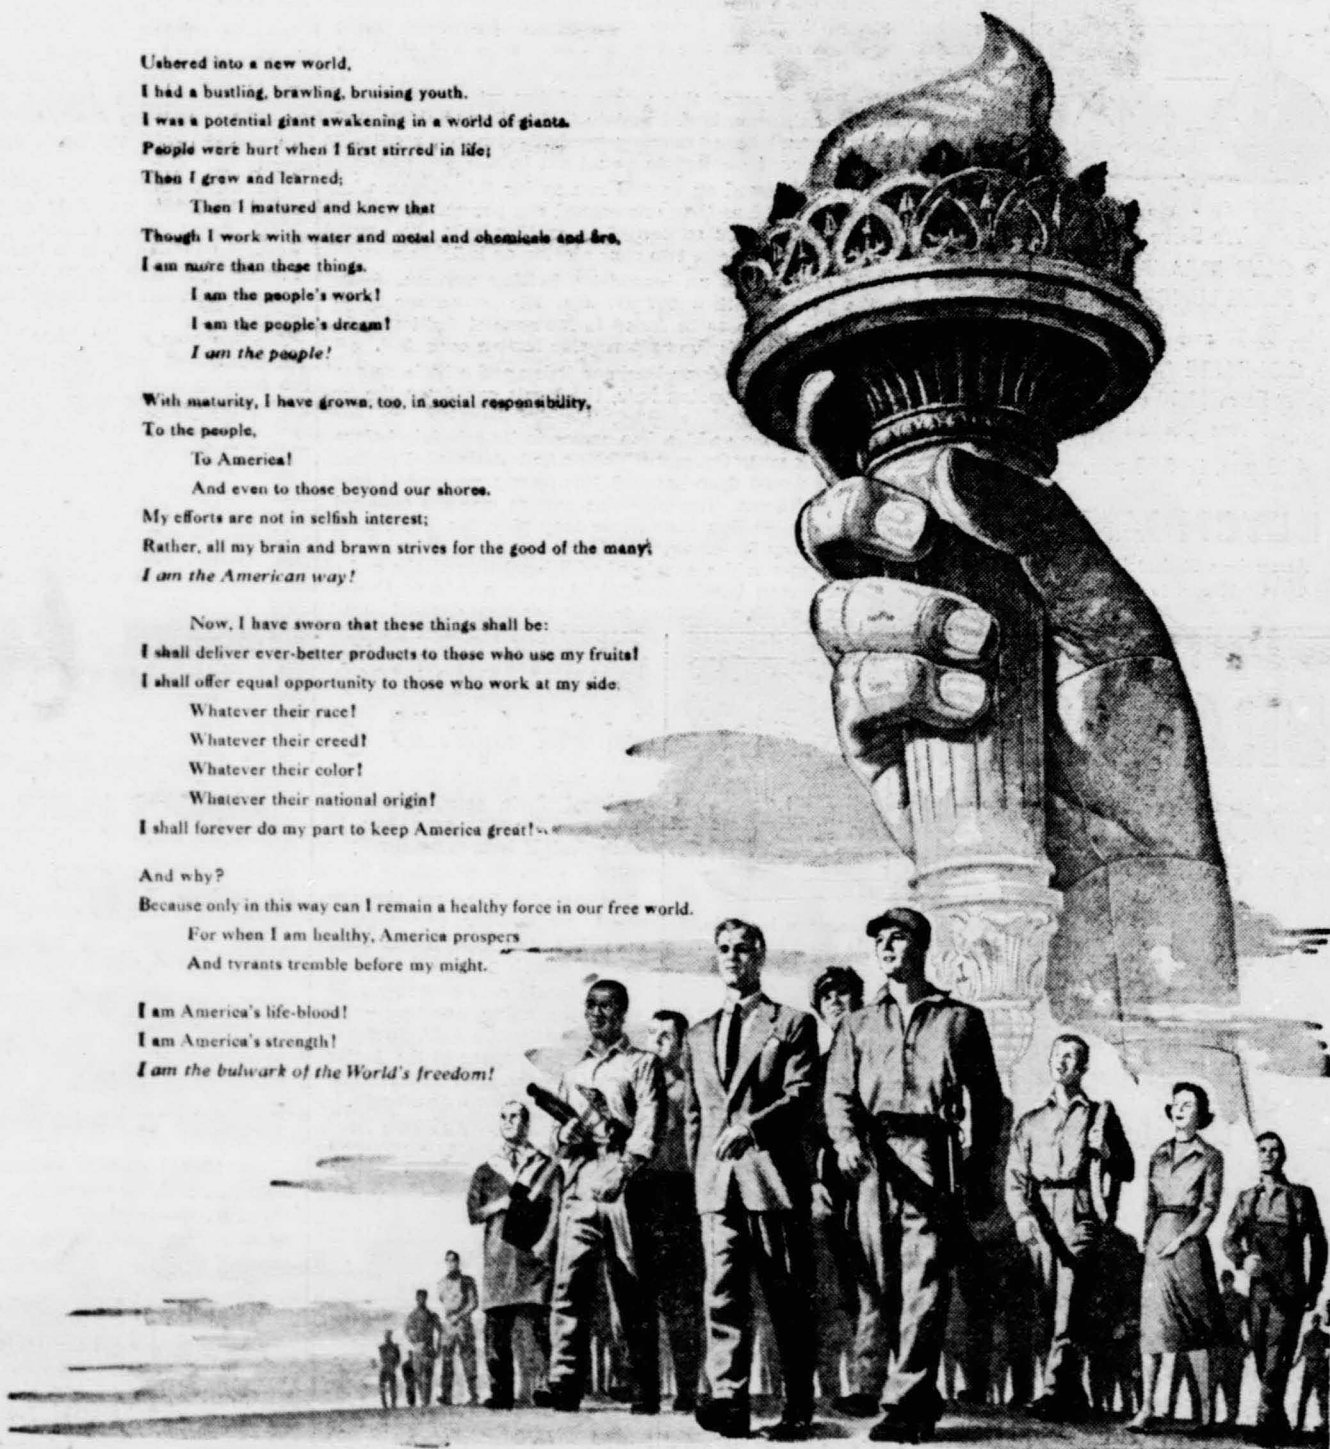 Ushered into a new world,
I had a bustling, brawling, bruising youth.
I was a potential giant awakening in a world of giants.
People were hurt when I first stirred in life;
Then I grew and learned;
Then I matured and knew that
Though I work with water and metal and chemicals and fire,
I am more than these things.
I am the people's work!
I am the people's dream!
I am the people!
With maturity, I have grown, too, in social responsibility,
To the people,
To America!
And even to those beyond our shores.
My efforts are not in selfish interest;
Rather, all my brain and brawn strives for the good of the many;
I am the American way!
Now, I have sworn that these things shall be:
I shall deliver ever-better products to those who use my fruits!
I shall offer equal opportunity to those who work at my side,
Whatever their race!
Whatever their creed!
Whatever their color!
Whatever their national origin!
I shall forever do my part to keep America great!
And why?
Because only in this way can I remain a healthy force in our free world.
For when I am healthy, America prospers
And tyrants tremble before my might.
I am America's life-blood!
I am America's strength!
I am the bulwark of the World's freedom!